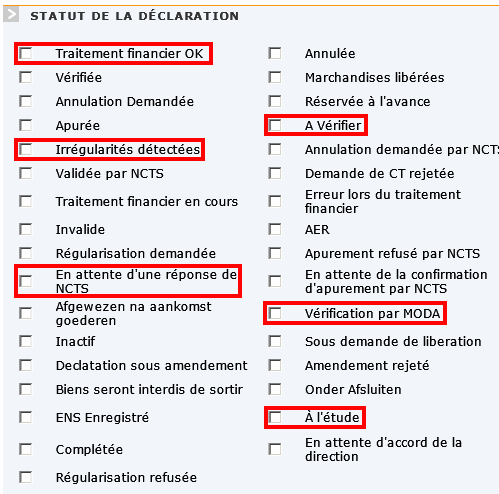 STATUT DE LA DÉCLARATION
Traitement financier OK
Annulée
Vérifiée
Marchandises libérées
Annulation Demandée
Réservée à l'avance
Apurée
A Vérifier
Irrégularités détectées
Annulation demandée par NCTS
Validée par NCTS
Demande de CT rejetée
Traitement financier en cours
Erreur lors du traitement
financier
Invalide
AER
Régularisation demandée
Apurement refusé par NCTS
En attente d'une réponse de
NCTS
En attente de la confirmation
d'apurement par NCTS
Afgewezen na aankomst
goederen
Vérification par MODA
Inactif
Sous demande de liberation
Declatation sous amendement
Amendement rejeté
Biens seront interdis de sortir
Onder Afsluiten
ENS Enregistré
À l'étude
Complétée
En attente d'accord de la
direction
Régularisation refusée